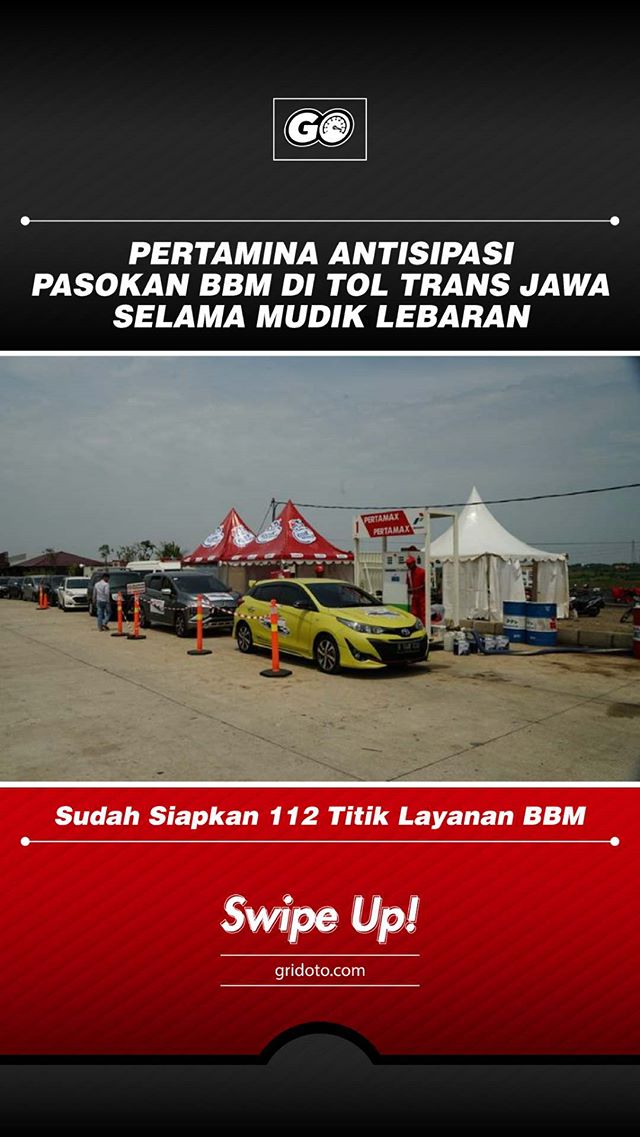 GO
PERTAMINA ANTISIPASI
PASOKAN BBM DI TOL TRANS JAWA
SELAMA MUDIK LEBARAN
PERTAMAX
PERTAMAX
Sudah Siapkan 112 Titik Layanan BBM
Swipe Up!
gridoto.com